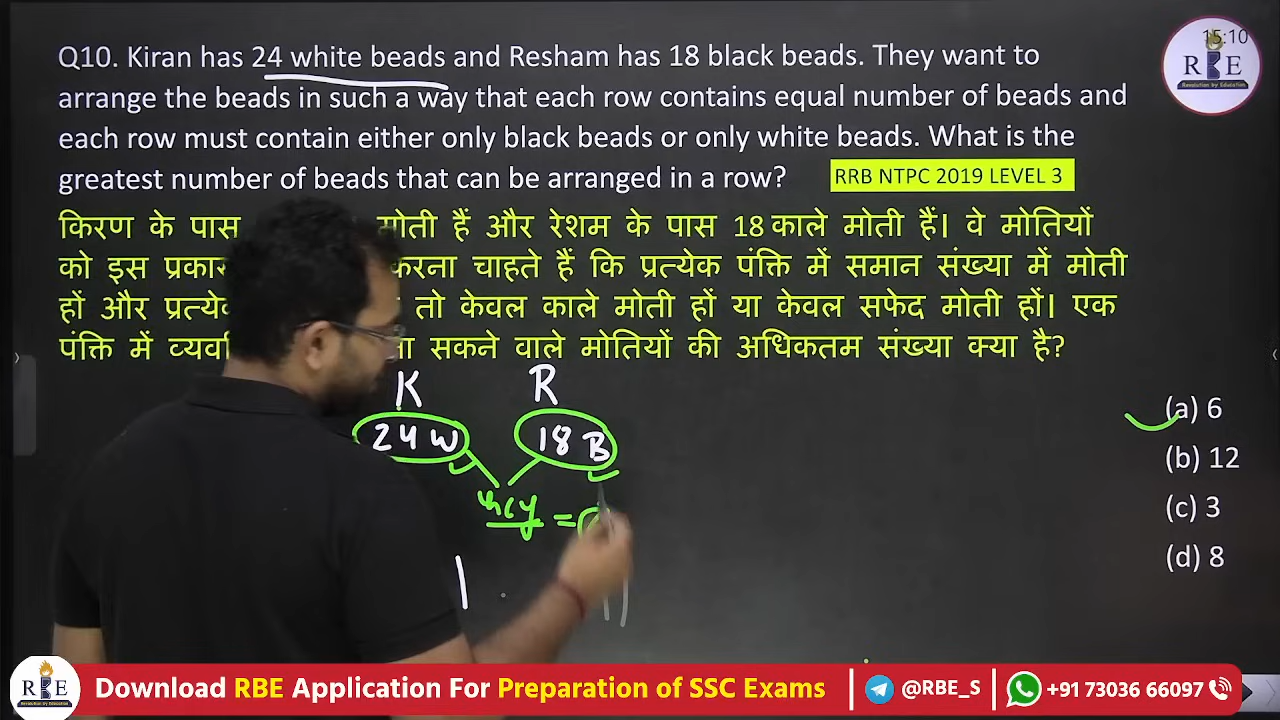 Q10. Kiran has 24 white beads and Resham has 18 black beads. They want to
15:10
RBE
Revolution by Education
arrange the beads in such a way that each row contains equal number of beads and
each row must contain either only black beads or only white beads. What is the
greatest number of beads that can be arranged in a row? RRB NTPC 2019 LEVEL 3
किरण के पास मोती हैं और रेशम के पास 18 काले मोती हैं। वे मोतियों
को इस करना चाहते हैं कि प्रत्येक पंक्ति में समान संख्या में मोती
हों और तो केवल काले मोती हों या केवल सफेद मोती हों। एक
पंक्ति में सकने वाले मोतियों की अधिकतम संख्या क्या है?
K R
24 W 18 B
=
(a) 6
(b) 12
(c) 3
(d) 8
RBE
Download RBE Application For Preparation of SSC Exams @RBE_S +91 73036 66097